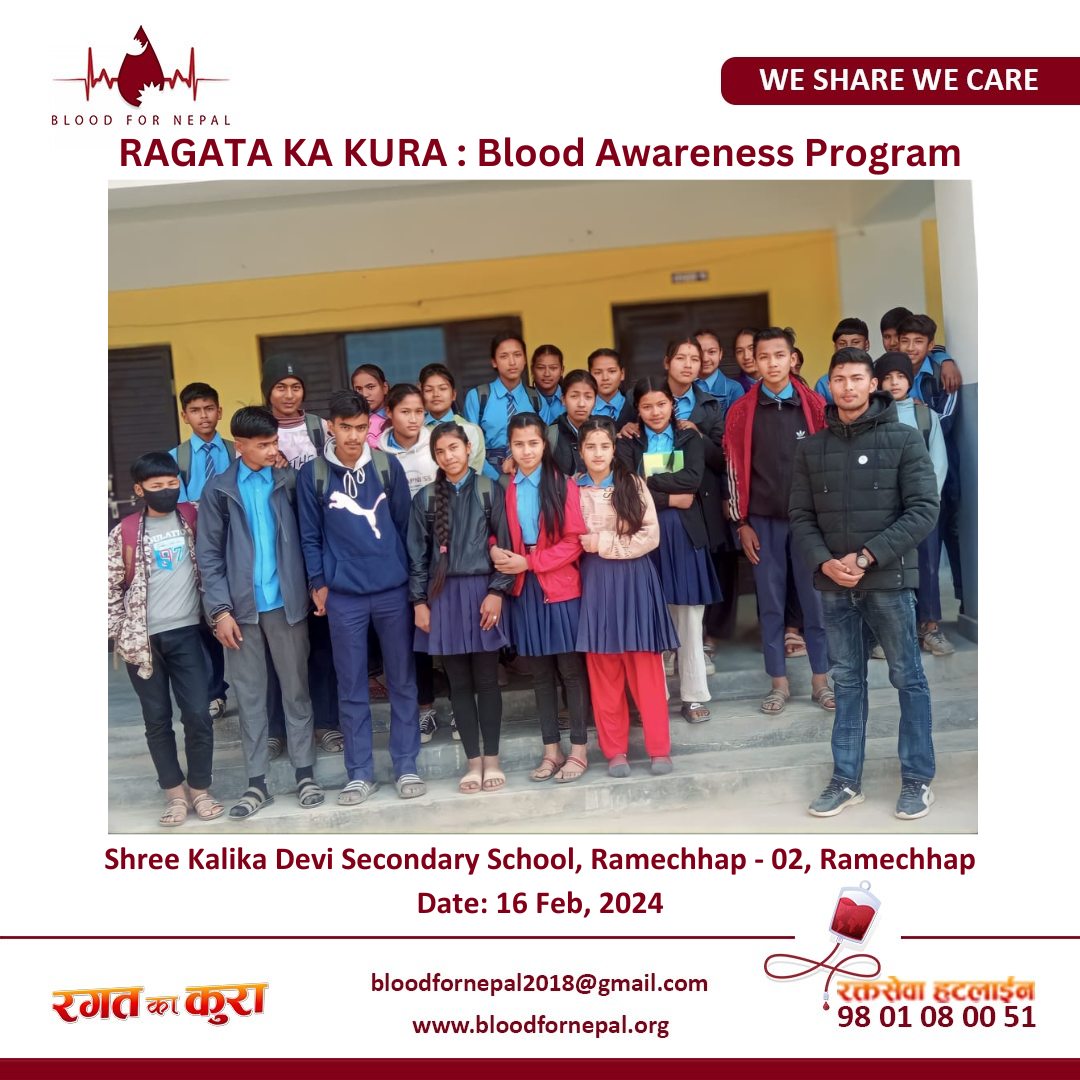 BLOOD FOR NEPAL
WE SHARE WE CARE
RAGATA KA KURA : Blood Awareness Program
Shree Kalika Devi Secondary School, Ramechhap - 02, Ramechhap
Date: 16 Feb, 2024
रगत का कुरा
bloodfornepal2018@gmail.com
www.bloodfornepal.org
रक्तसेवा हटलाईन
98 01 08 00 51